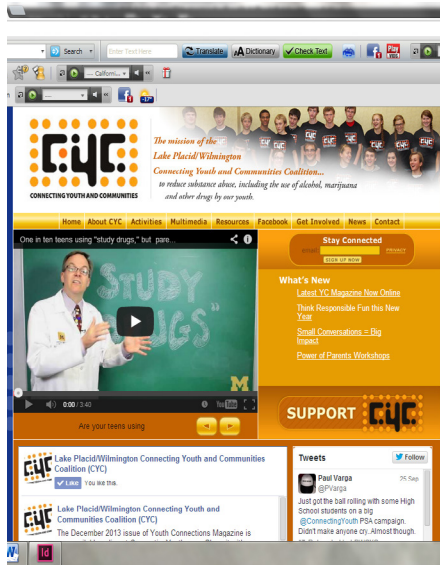 Search
Enter Text Here
Translate
Dictionary
Check Text
Play
--- Californi...
-17°
CYC
CONNECTING YOUTH AND COMMUNITIES
The mission of the
Lake Placid/Wilmington
Connecting Youth and Communities Coalition...
to reduce substance abuse, including the use of alcohol, marijuana
and other drugs by our youth.
Home About CYC Activities Multimedia Resources Facebook Get Involved News Contact
One in ten teens using "study drugs," but pare...
"STUDY
DRUGS"
M
0:00 / 3:40
YouTube
Are your teens using
Stay Connected
PRIVACY
SIGN UP NOW
What's New
Latest YC Magazine Now Online
Think Responsible Fun this New
Year
Small Conversations = Big
Impact
Power of Parents Workshops
SUPPORT CYC
Lake Placid/Wilmington Connecting Youth and Communities
Coalition (CYC)
Like You like this.
Lake Placid/Wilmington Connecting Youth and
Communities Coalition (CYC)
The December 2013 issue of Youth Connections Magazine is
Tweets
Follow
Paul Varga 25 Sep
@PVarga
Just got the ball rolling with some High
School students on a big
@ConnectingYouth PSA campaign.
Didn't make anyone cry. Although.
W
Id